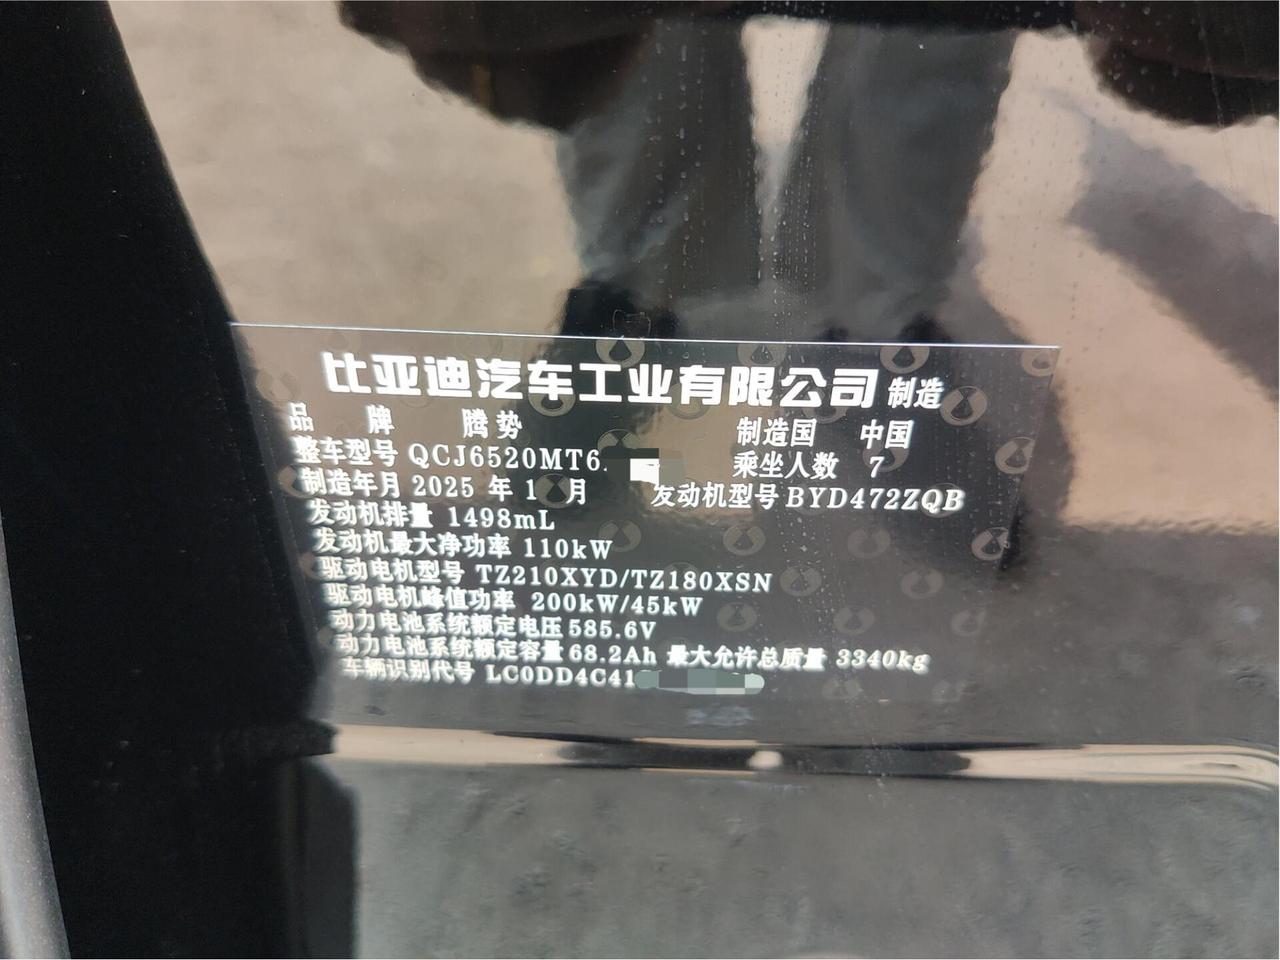 比亚迪汽车工业有限公司 制造
品 牌 腾势 制造国 中国
整车型号 QCJ6520MT6 乘坐人数 7
制造年月 2025 年 1 月 发动机型号 BYD472ZQB
发动机排量 1498mL
发动机最大净功率 110kW
驱动电机型号 TZ210XYD/TZ180XSN
驱动电机峰值功率 200kW/45kW
动力电池系统额定电压 585.6V
动力电池系统额定容量 68.2Ah 最大允许总质量 3340kg
车辆识别代号 LC0DD4C41